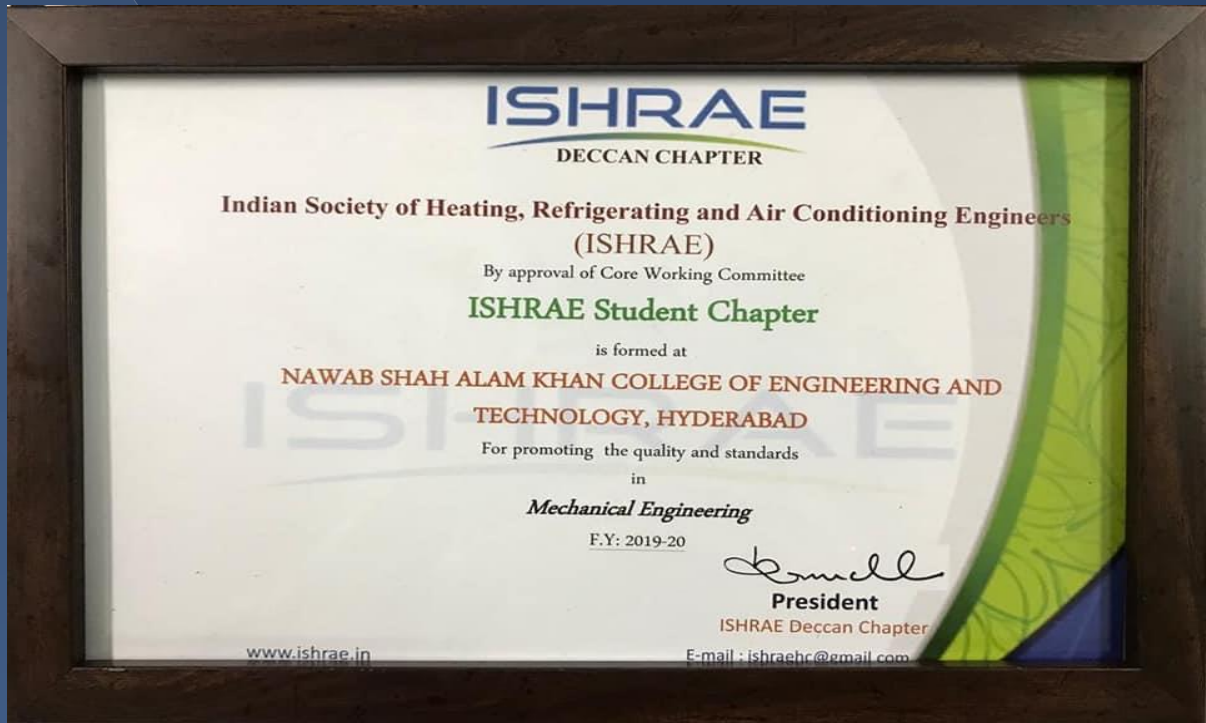 ISHRAE
DECCAN CHAPTER
Indian Society of Heating, Refrigerating and Air Conditioning Engineers
(ISHRAE)
By approval of Core Working Committee
ISHRAE Student Chapter
is formed at
NAWAB SHAH ALAM KHAN COLLEGE OF ENGINEERING AND
TECHNOLOGY, HYDERABAD
ISHRAE
For promoting the quality and standards
in
Mechanical Engineering
F.Y: 2019-20
President
ISHRAE Deccan Chapter
www.ishrae.in
E-mail : ishraehc@gmail.com